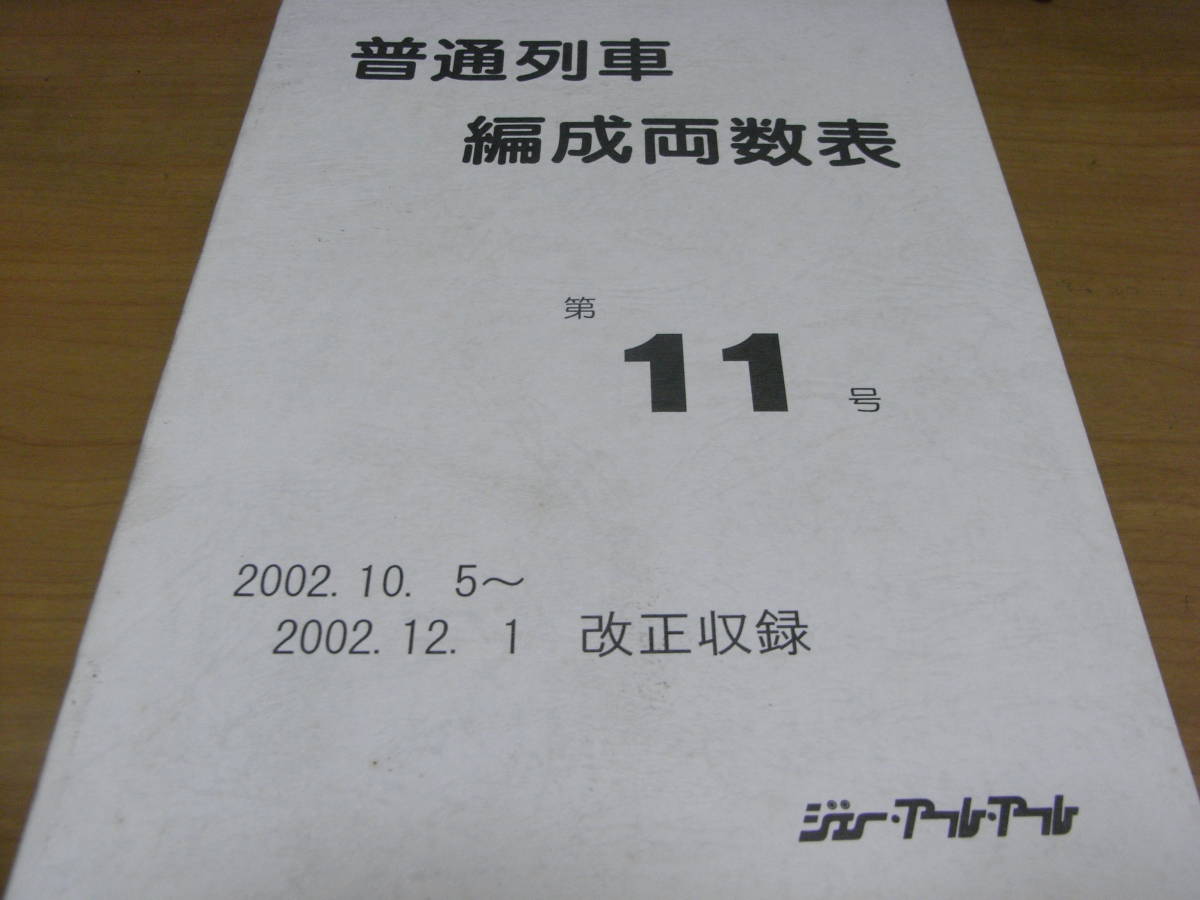 普通列車
編成両数表
第
11
号
2002.10. 5～
2002.12. 1 改正収録
ジェー・アール・アール